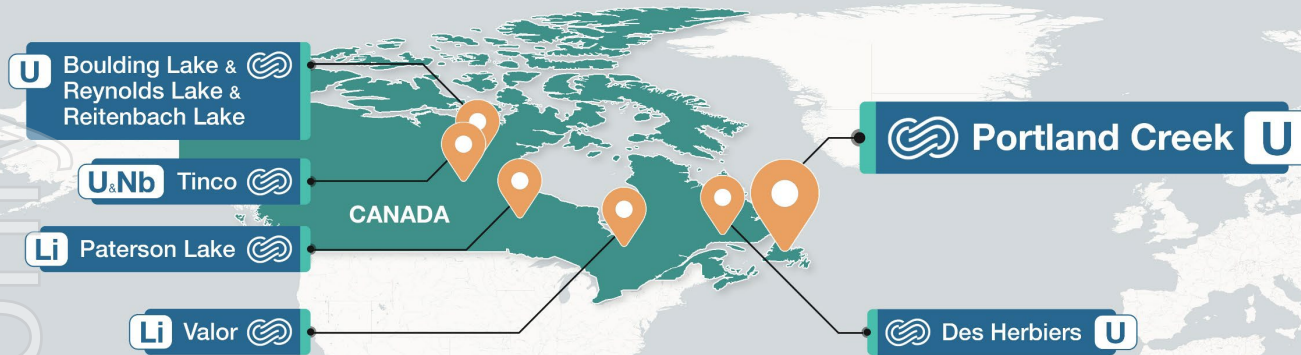 U
Boulding Lake &
Reynolds Lake &
Reitenbach Lake
U&Nb Tinco
Li Paterson Lake
Li Valor
CANADA
Portland Creek U
Des Herbiers U